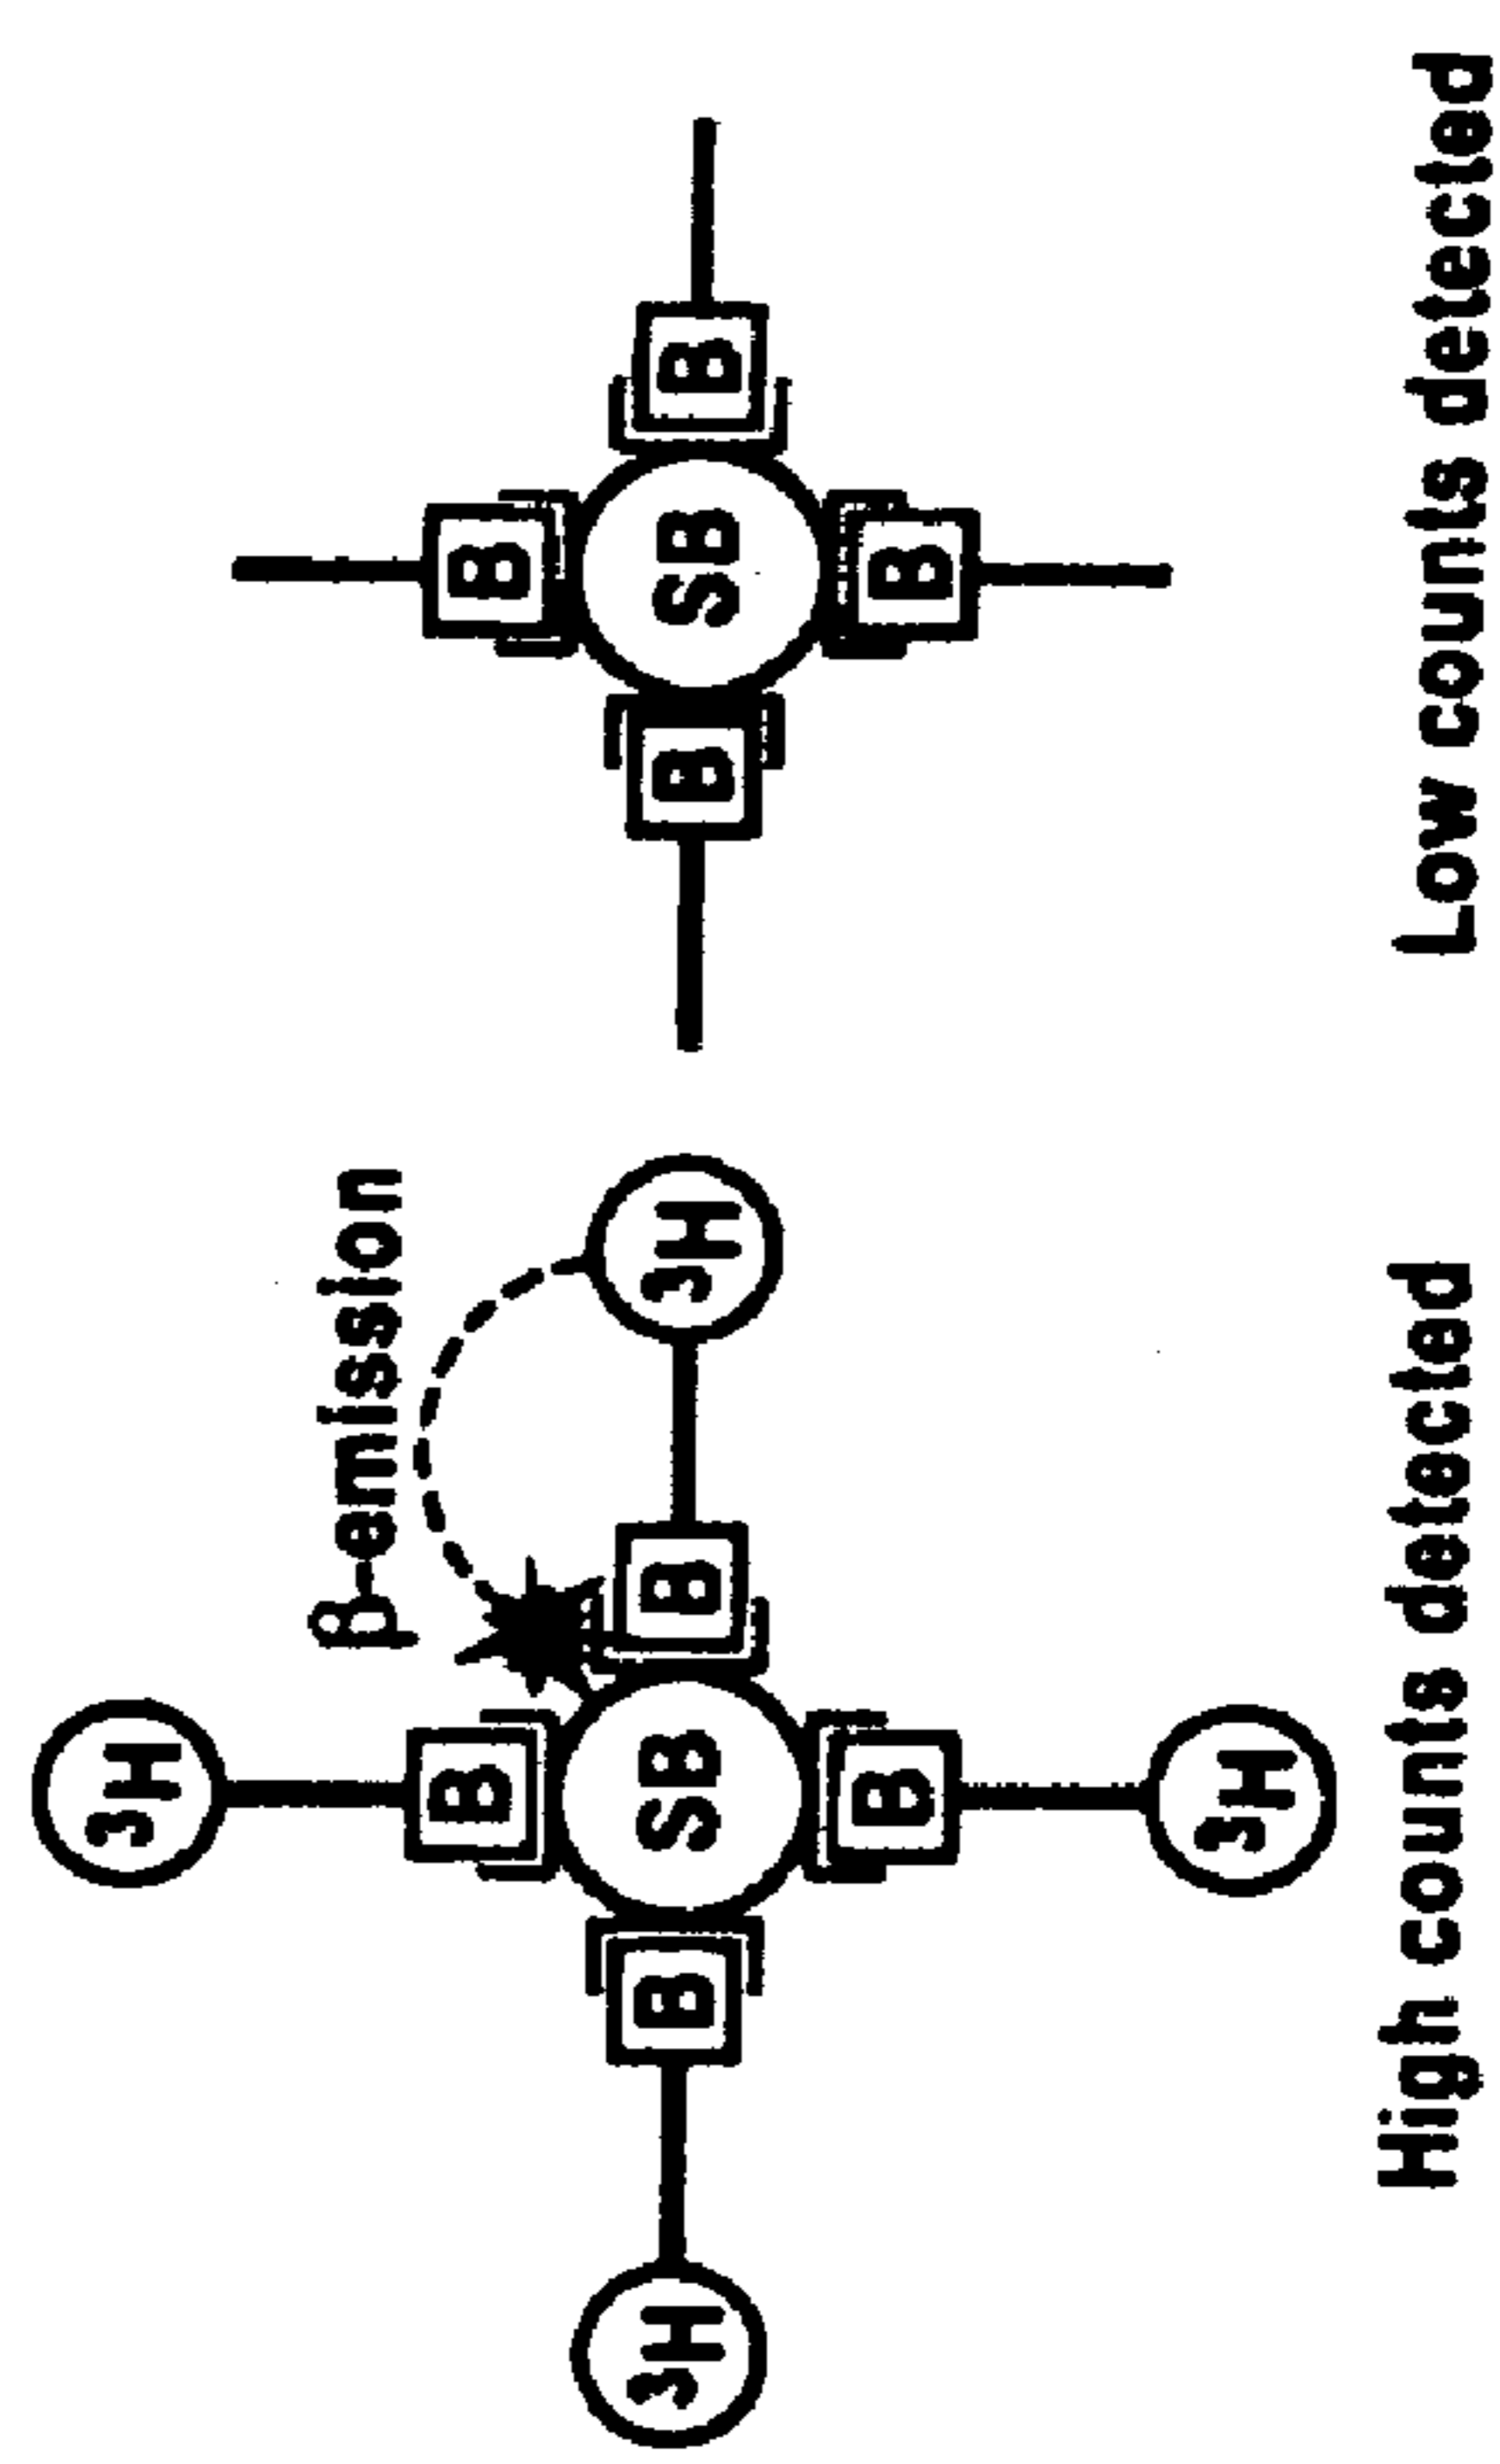 ³H
β-emission
B
³H B SB B ³H
B
³H
High counts detected
B
B SB B
B
Low counts detected